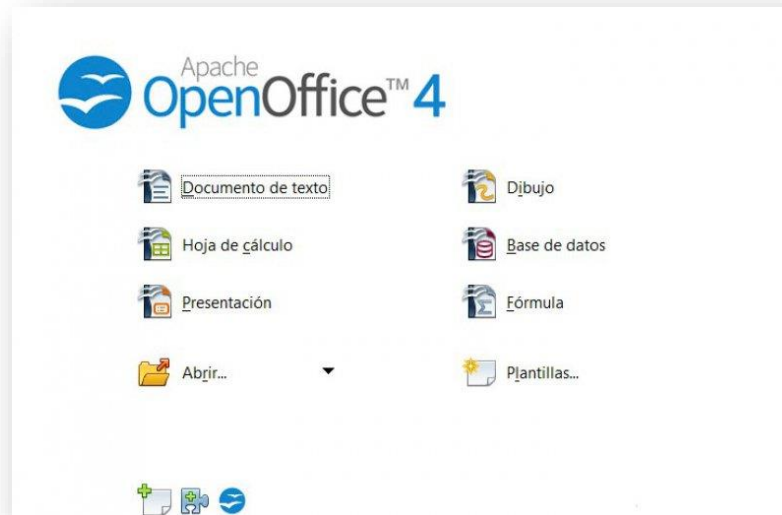 Apache
OpenOffice™ 4
Documento de texto
Dibujo
Hoja de cálculo
Base de datos
Presentación
Fórmula
Abrir...
Plantillas...